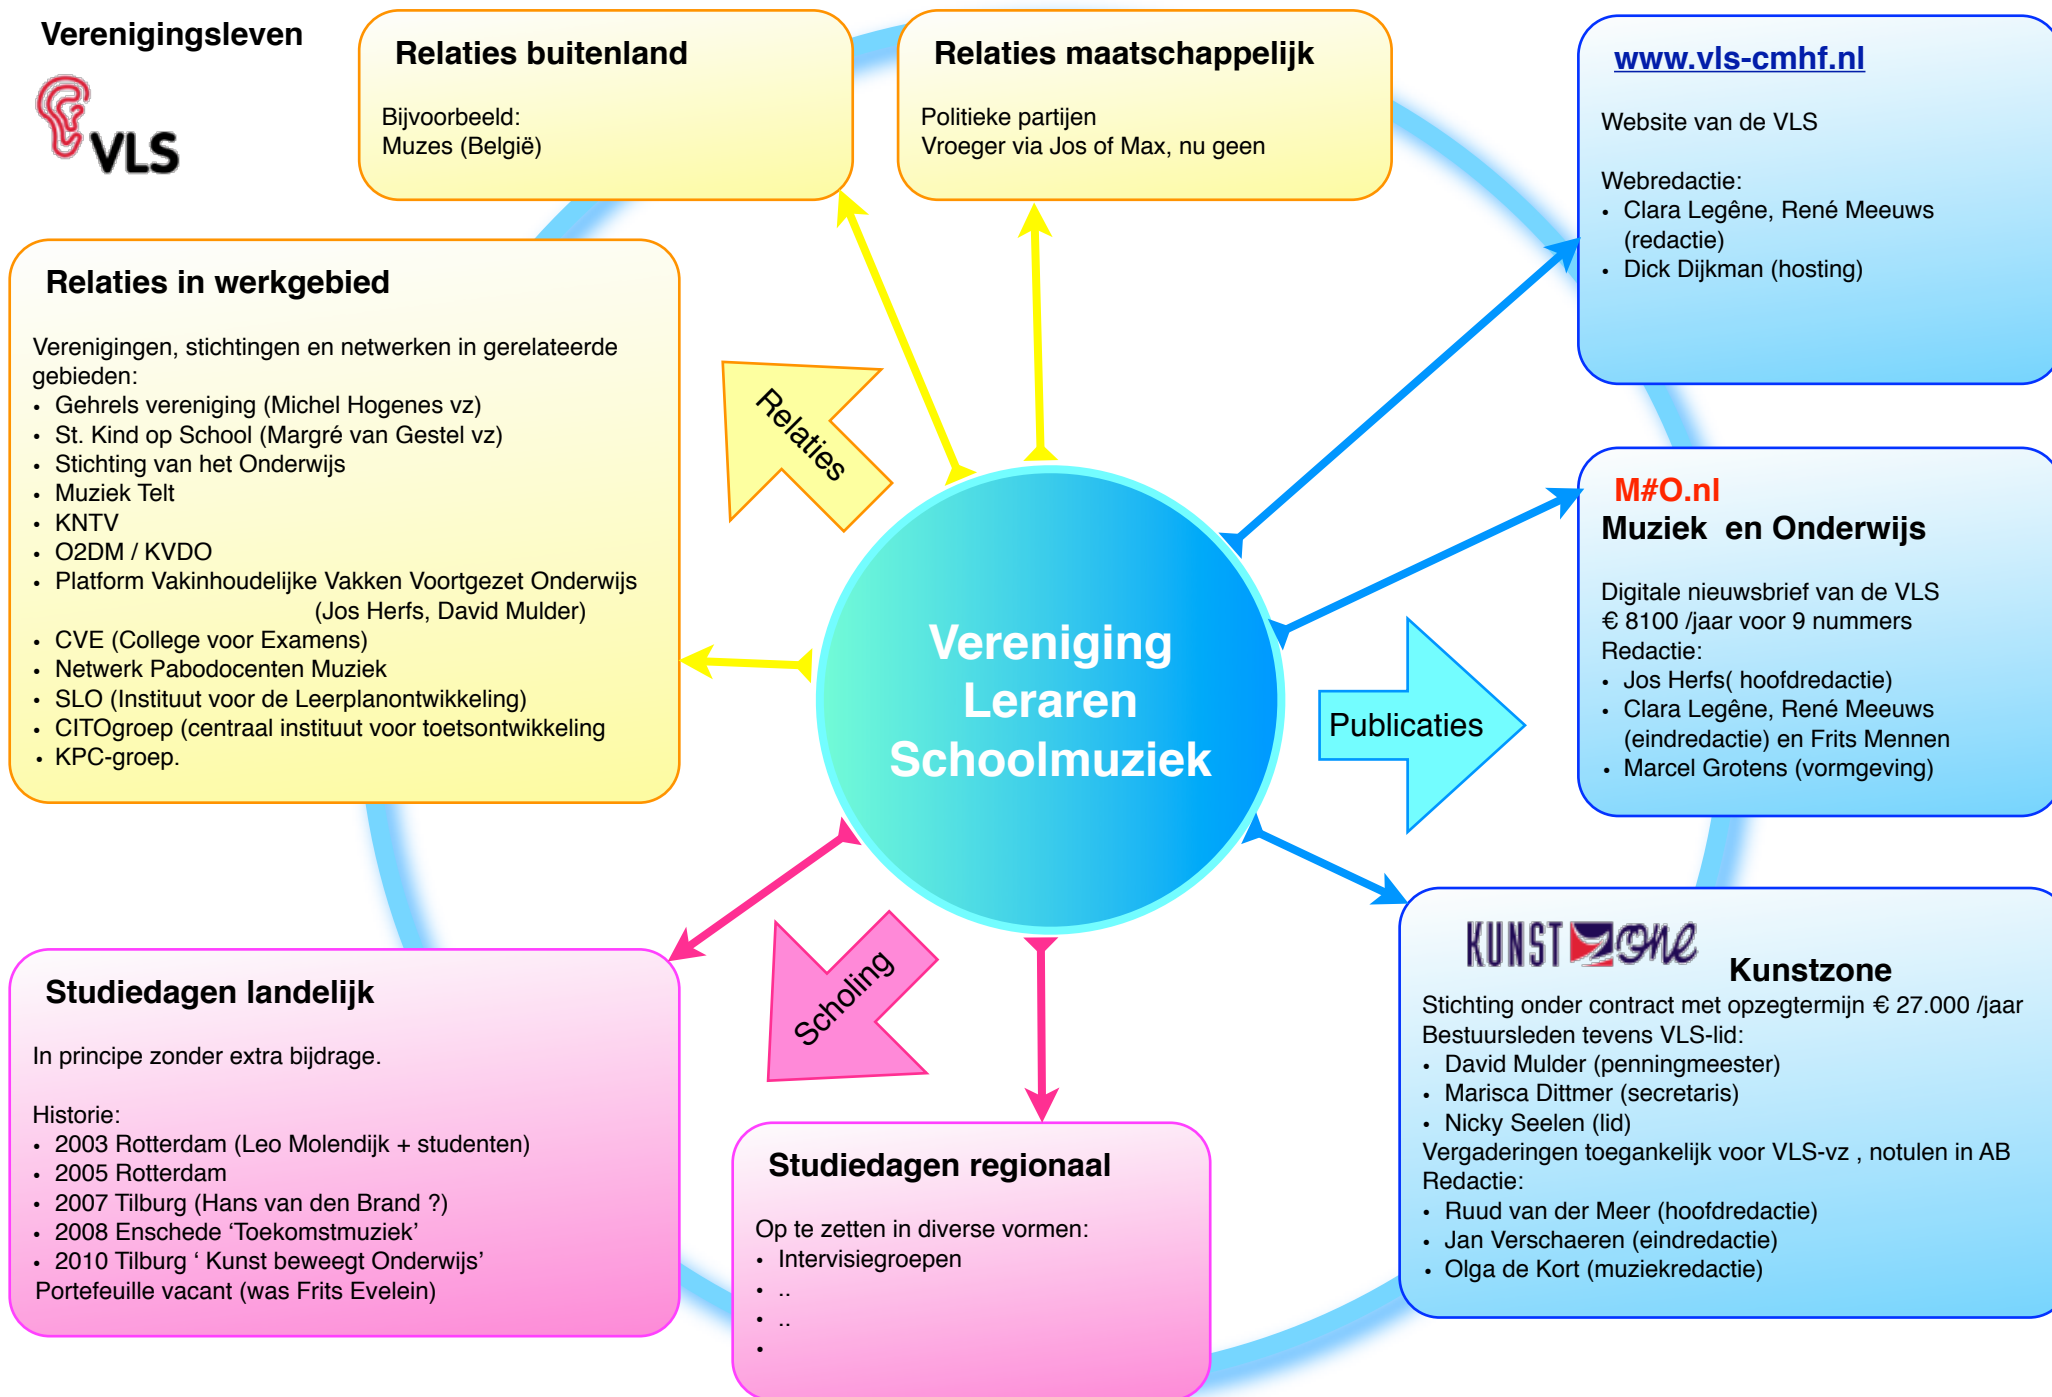 Verenigingsleven
VLS
Relaties buitenland
Bijvoorbeeld:
Muzes (België)
Relaties maatschappelijk
Politieke partijen
Vroeger via Jos of Max, nu geen
www.vls-cmhf.nl
Website van de VLS
Webredactie:
• Clara Legêne, René Meeuws
(redactie)
• Dick Dijkman (hosting)
Relaties in werkgebied
Verenigingen, stichtingen en netwerken in gerelateerde
gebieden:
• Gehrels vereniging (Michel Hogenes vz)
• St. Kind op School (Margré van Gestel vz)
• Stichting van het Onderwijs
• Muziek Telt
• KNTV
• O2DM / KVDO
• Platform Vakinhoudelijke Vakken Voortgezet Onderwijs
(Jos Herfs, David Mulder)
• CVE (College voor Examens)
• Netwerk Pabodocenten Muziek
• SLO (Instituut voor de Leerplanontwikkeling)
• CITOgroep (centraal instituut voor toetsontwikkeling
• KPC-groep.
Relaties
Vereniging
Leraren
Schoolmuziek
Publicaties
Scholing
M#O.nl
Muziek  en Onderwijs
Digitale nieuwsbrief van de VLS
€ 8100 /jaar voor 9 nummers
Redactie:
• Jos Herfs( hoofdredactie)
• Clara Legêne, René Meeuws
(eindredactie) en Frits Mennen
• Marcel Grotens (vormgeving)
KUNST ZONE
Kunstzone
Stichting onder contract met opzegtermijn € 27.000 /jaar
Bestuursleden tevens VLS-lid:
• David Mulder (penningmeester)
• Marisca Dittmer (secretaris)
• Nicky Seelen (lid)
Vergaderingen toegankelijk voor VLS-vz , notulen in AB
Redactie:
• Ruud van der Meer (hoofdredactie)
• Jan Verschaeren (eindredactie)
• Olga de Kort (muziekredactie)
Studiedagen landelijk
In principe zonder extra bijdrage.
Historie:
• 2003 Rotterdam (Leo Molendijk + studenten)
• 2005 Rotterdam
• 2007 Tilburg (Hans van den Brand ?)
• 2008 Enschede ‘Toekomstmuziek’
• 2010 Tilburg ‘ Kunst beweegt Onderwijs’
Portefeuille vacant (was Frits Evelein)
Studiedagen regionaal
Op te zetten in diverse vormen:
• Intervisiegroepen
• ..
• ..
•